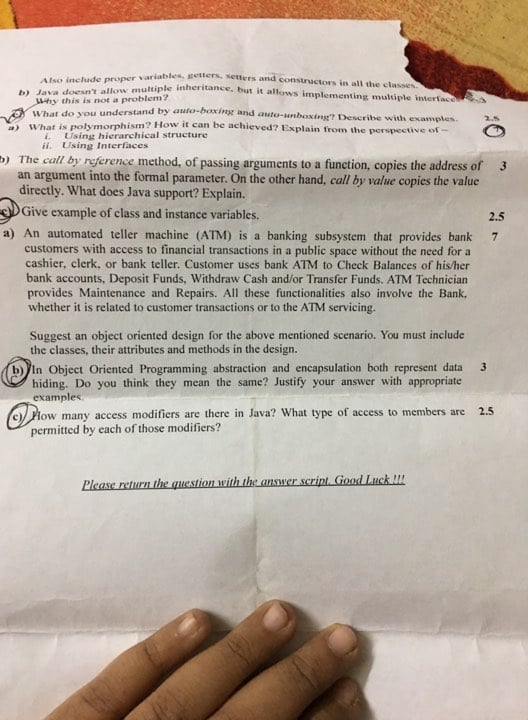 Also include proper variables, getters, setters and constructors in all the classes.
b) Java doesn't allow multiple inheritance, but it allows implementing multiple interfaces
Why this is not a problem?
c) What do you understand by auto-boxing and auto-unboxing? Describe with examples. 2.5
a) What is polymorphism? How it can be achieved? Explain from the perspective of –
i. Using hierarchical structure
ii. Using Interfaces
b) The call by reference method, of passing arguments to a function, copies the address of 3
an argument into the formal parameter. On the other hand, call by value copies the value
directly. What does Java support? Explain.
c) Give example of class and instance variables. 2.5
a) An automated teller machine (ATM) is a banking subsystem that provides bank 7
customers with access to financial transactions in a public space without the need for a
cashier, clerk, or bank teller. Customer uses bank ATM to Check Balances of his/her
bank accounts, Deposit Funds, Withdraw Cash and/or Transfer Funds. ATM Technician
provides Maintenance and Repairs. All these functionalities also involve the Bank,
whether it is related to customer transactions or to the ATM servicing.
Suggest an object oriented design for the above mentioned scenario. You must include
the classes, their attributes and methods in the design.
b) In Object Oriented Programming abstraction and encapsulation both represent data 3
hiding. Do you think they mean the same? Justify your answer with appropriate
examples.
c) How many access modifiers are there in Java? What type of access to members are 2.5
permitted by each of those modifiers?
Please return the question with the answer script. Good Luck !!!